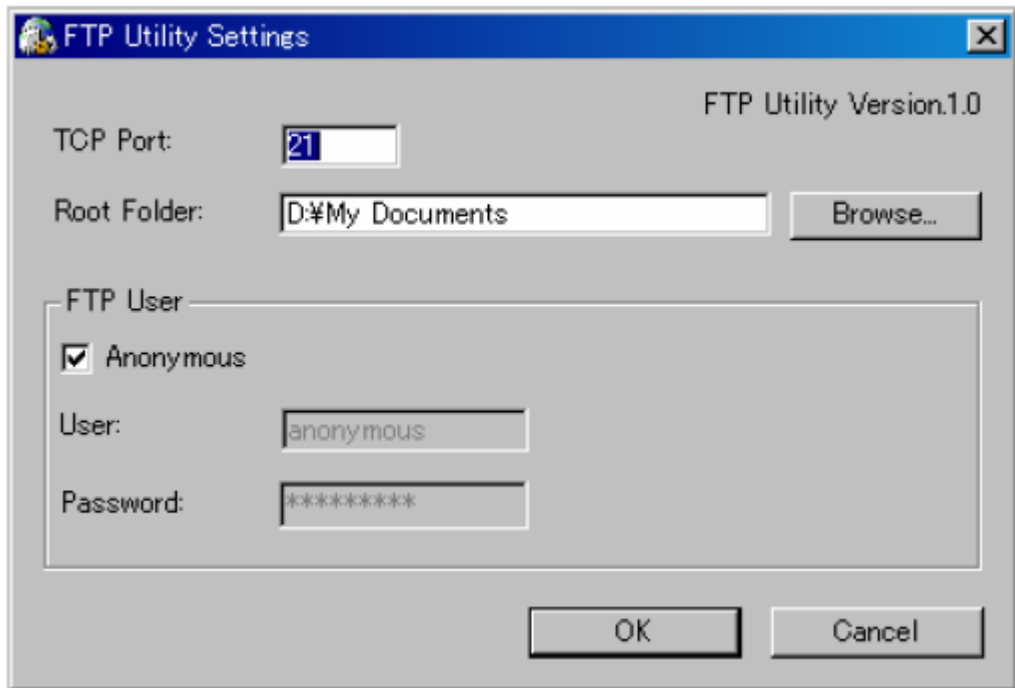 FTP Utility Settings
FTP Utility Version.1.0
TCP Port: 21
Root Folder: D:¥My Documents Browse...
FTP User
Anonymous
User: anonymous
Password: *********
OK Cancel